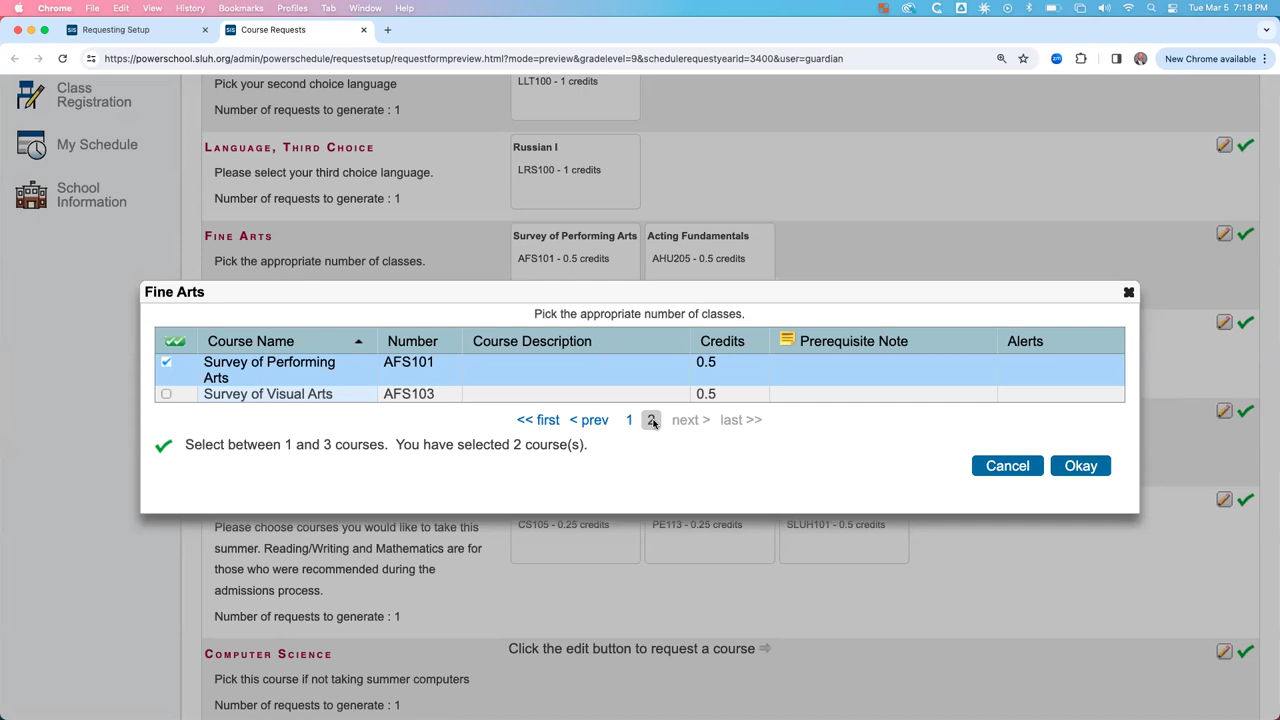 Chrome File Edit View History Bookmarks Profiles Tab Window Help Tue Mar 5 7:18 PM
SIS Requesting Setup × SIS Course Requests × +
https://powerschool.sluh.org/admin/powerschedule/requestsetup/requestformpreview.html?mode=preview&gradelevel=9&schedulerequestyearid=3400&user=guardian New Chrome available
Class
Registration
My Schedule
School
Information
Pick your second choice language LLT100 - 1 credits
Number of requests to generate : 1
Language, Third Choice Russian I
Please select your third choice language. LRS100 - 1 credits
Number of requests to generate : 1
Fine Arts Survey of Performing Arts Acting Fundamentals
Pick the appropriate number of classes. AFS101 - 0.5 credits AHU205 - 0.5 credits
Fine Arts
Pick the appropriate number of classes.
Course Name Number Course Description Credits Prerequisite Note Alerts
Survey of Performing
Arts AFS101 0.5
Survey of Visual Arts AFS103 0.5
<< first < prev 1 2 next > last >>
Select between 1 and 3 courses. You have selected 2 course(s).
Cancel Okay
Please choose courses you would like to take this CS105 - 0.25 credits PE113 - 0.25 credits SLUH101 - 0.5 credits
summer. Reading/Writing and Mathematics are for
those who were recommended during the
admissions process.
Number of requests to generate : 1
Computer Science Click the edit button to request a course
Pick this course if not taking summer computers
Number of requests to generate : 1